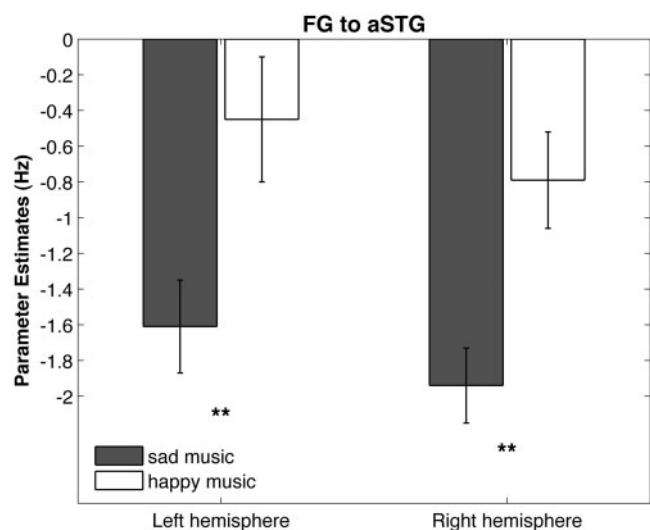 FG to aSTG
Parameter Estimates (Hz)
0
-0.2
-0.4
-0.6
-0.8
-1
-1.2
-1.4
-1.6
-1.8
-2
**
**
sad music
happy music
Left hemisphere
Right hemisphere